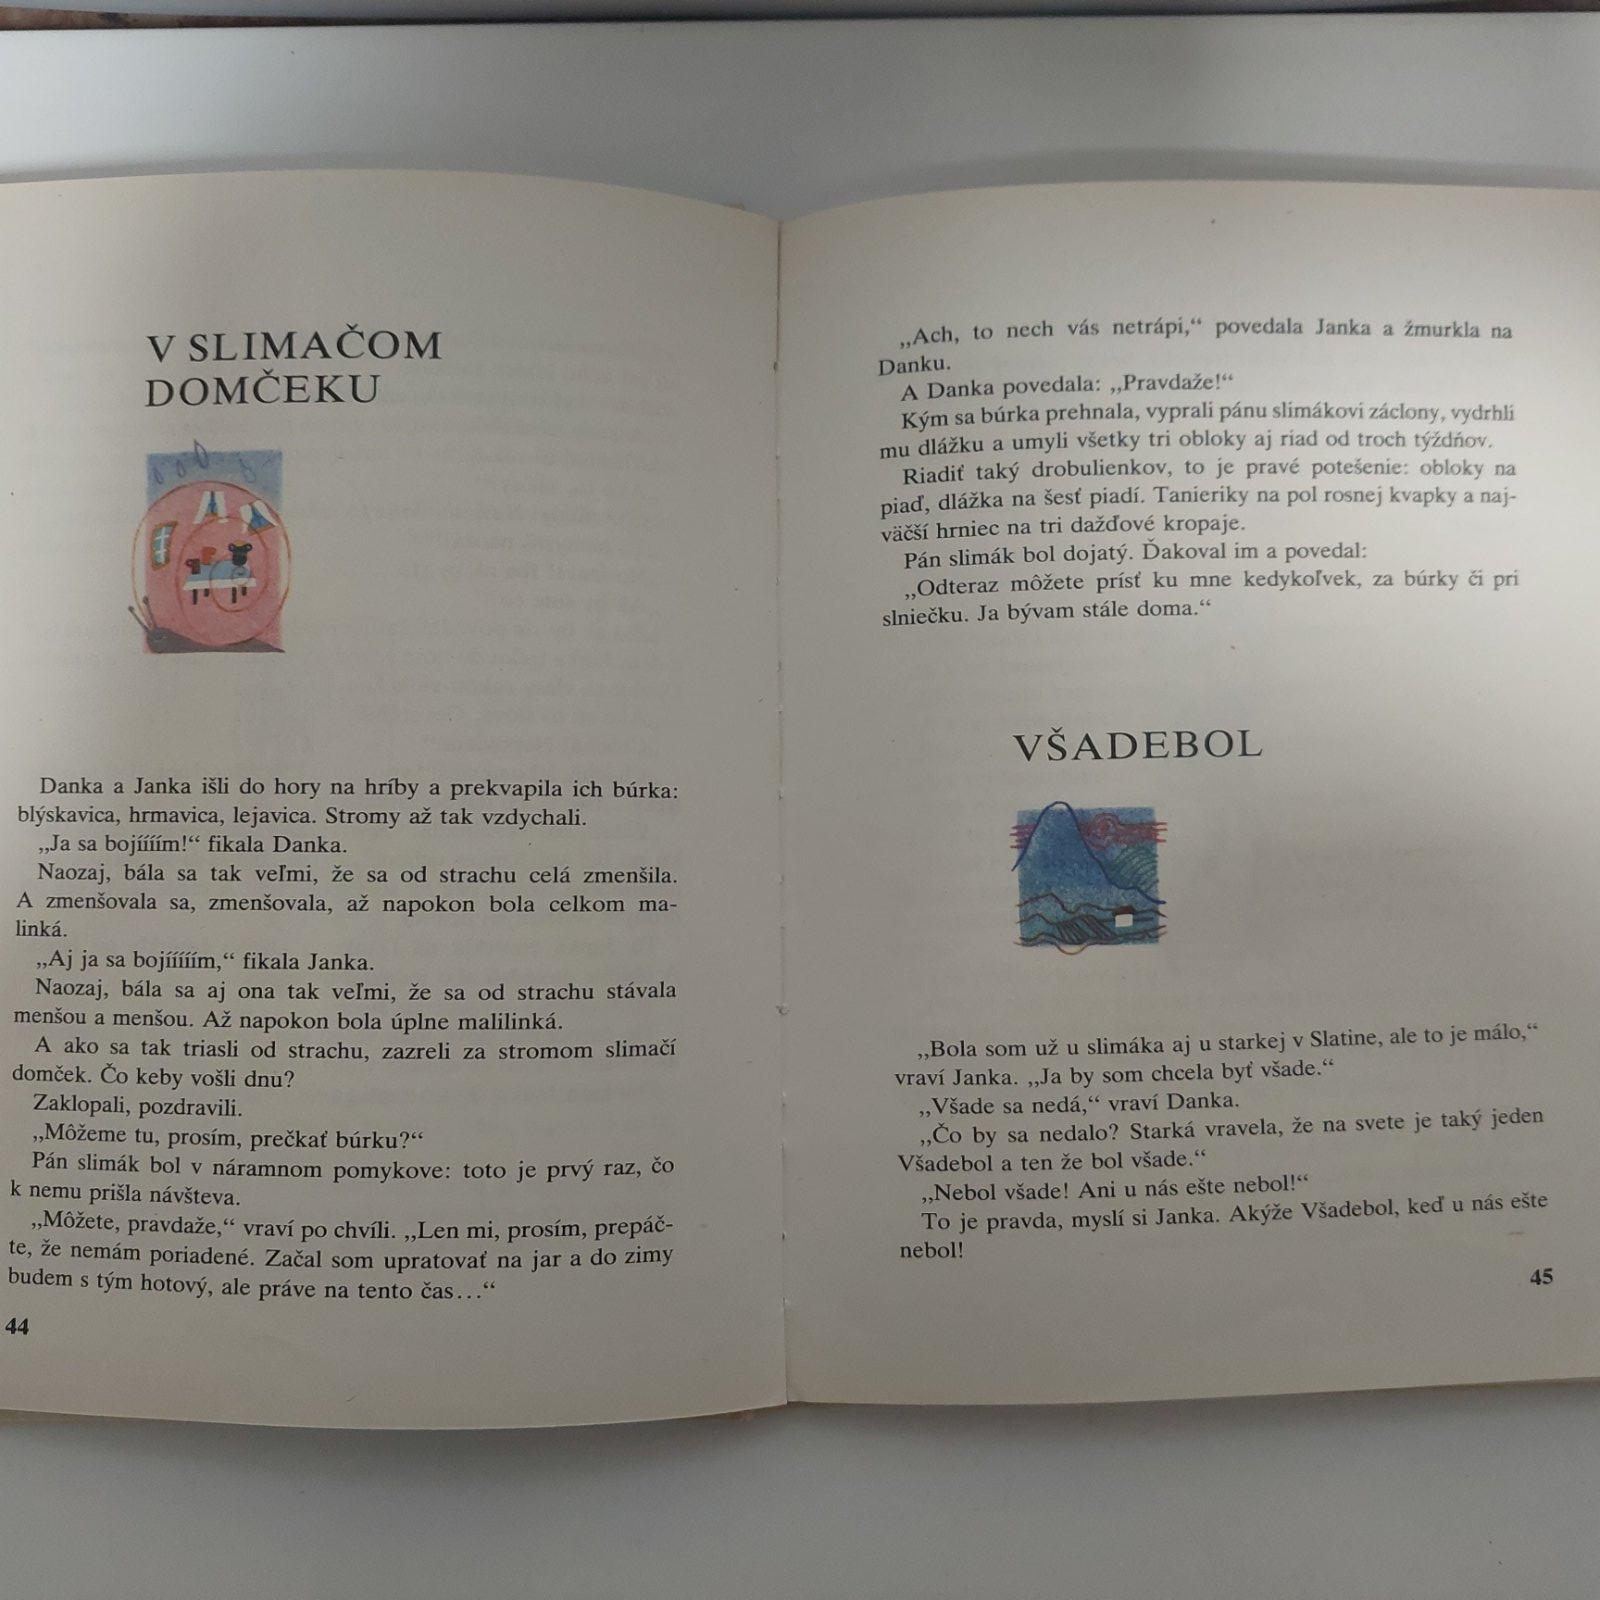 V SLIMAČOM
DOMČEKU
Danka a Janka išli do hory na hríby a prekvapila ich búrka:
blýskavica, hrmavica, lejavica. Stromy až tak vzdychali.
„Ja sa bojíííím!“ fikala Danka.
Naozaj, bála sa tak veľmi, že sa od strachu celá zmenšila.
A zmenšovala sa, zmenšovala, až napokon bola celkom ma-
linká.
„Aj ja sa bojíííííím,“ fikala Janka.
Naozaj, bála sa aj ona tak veľmi, že sa od strachu stávala
menšou a menšou. Až napokon bola úplne malilinká.
A ako sa tak triasli od strachu, zazreli za stromom slimačí
domček. Čo keby vošli dnu?
Zaklopali, pozdravili.
„Môžeme tu, prosím, prečkať búrku?“
Pán slimák bol v náramnom pomykove: toto je prvý raz, čo
k nemu prišla návšteva.
„Môžete, pravdaže,“ vraví po chvíli. „Len mi, prosím, prepáč-
te, že nemám poriadené. Začal som upratovať na jar a do zimy
budem s tým hotový, ale práve na tento čas...“
44
„Ach, to nech vás netrápi,“ povedala Janka a žmurkla na
Danku.
A Danka povedala: „Pravdaže!“
Kým sa búrka prehnala, vyprali pánu slimákovi záclony, vydrhli
mu dlážku a umyli všetky tri obloky aj riad od troch týždňov.
Riadiť taký drobulienkov, to je pravé potešenie: obloky na
piaď, dlážka na šesť piadí. Tanieriky na pol rosnej kvapky a naj-
väčší hrniec na tri dažďové kropaje.
Pán slimák bol dojatý. Ďakoval im a povedal:
„Odteraz môžete prísť ku mne kedykoľvek, za búrky či pri
slniečku. Ja bývam stále doma.“
VŠADEBOL
„Bola som už u slimáka aj u starkej v Slatine, ale to je málo,“
vraví Janka. „Ja by som chcela byť všade.“
„Všade sa nedá,“ vraví Danka.
„Čo by sa nedalo? Starká vravela, že na svete je taký jeden
Všadebol a ten že bol všade.“
„Nebol všade! Ani u nás ešte nebol!“
To je pravda, myslí si Janka. Akýže Všadebol, keď u nás ešte
nebol!
45